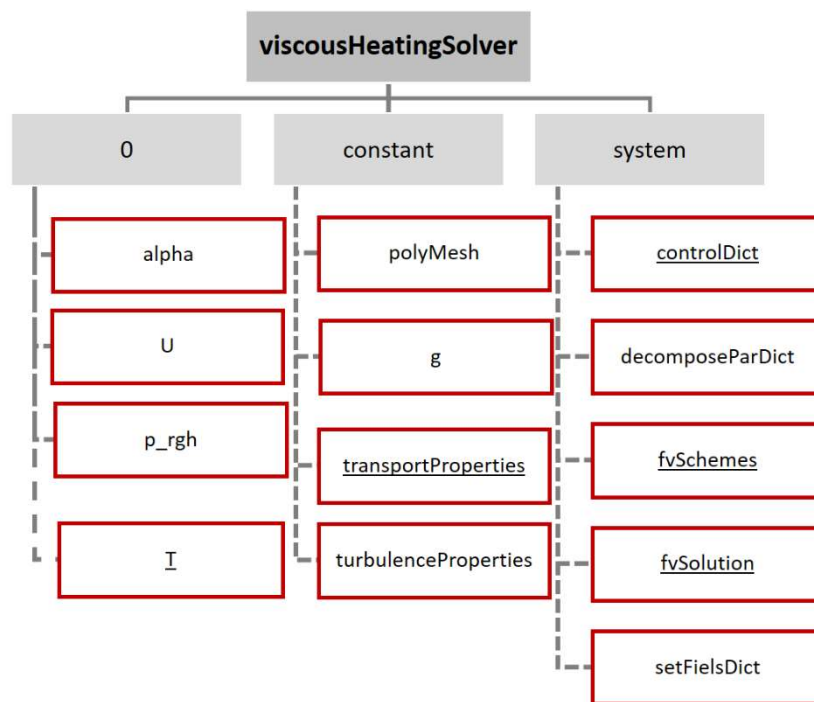 viscousHeatingSolver
0
constant
system
alpha
polyMesh
controlDict
U
g
decomposeParDict
p_rgh
transportProperties
fvSchemes
T
turbulenceProperties
fvSolution
setFielsDict